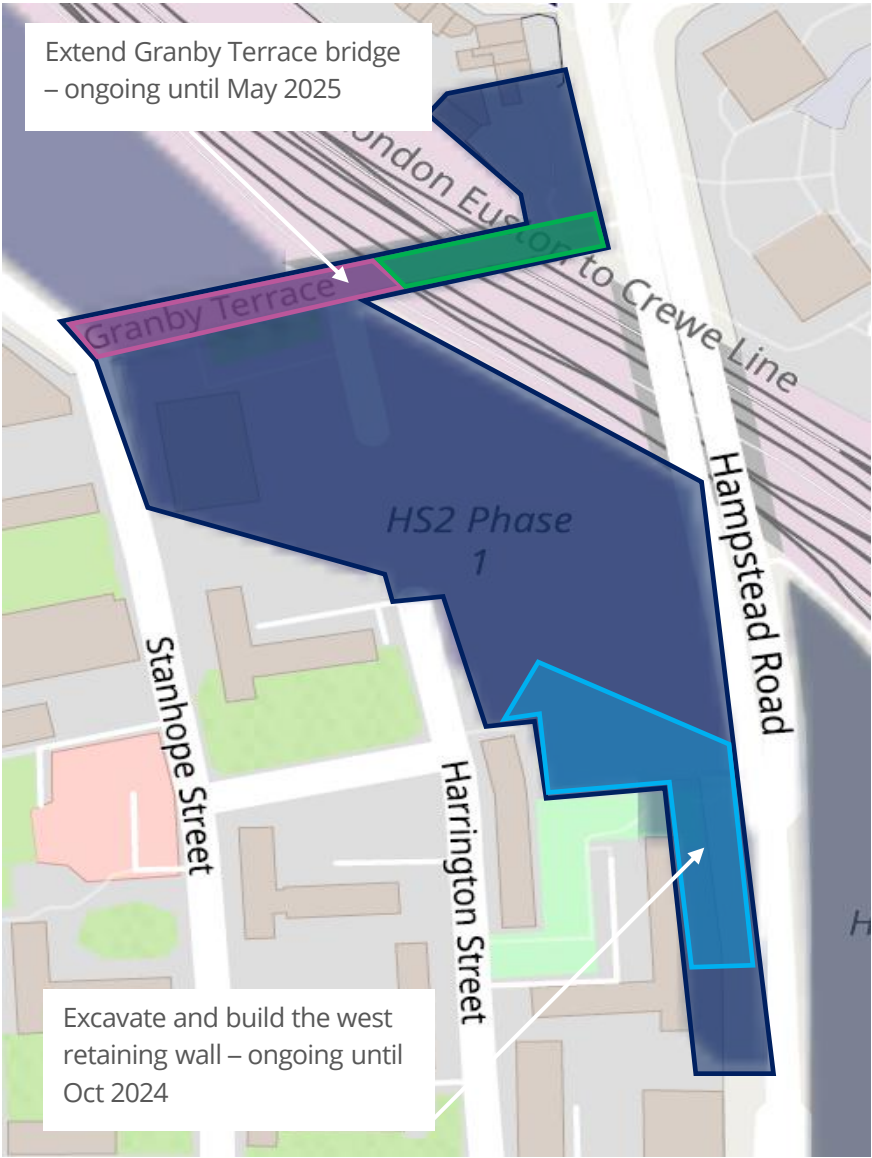 Extend Granby Terrace bridge
– ongoing until May 2025
London Euston to Crewe Line
Granby Terrace
HS2 Phase
1
Hampstead Road
Stanhope Street
Harrington Street
H
Excavate and build the west
retaining wall – ongoing until
Oct 2024